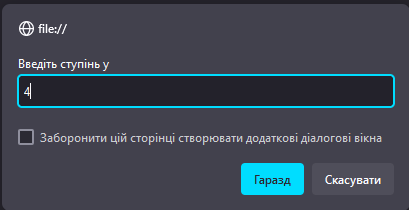 file://
Введіть ступінь y
4
Заборонити цій сторінці створювати додаткові діалогові вікна
Гаразд Скасувати